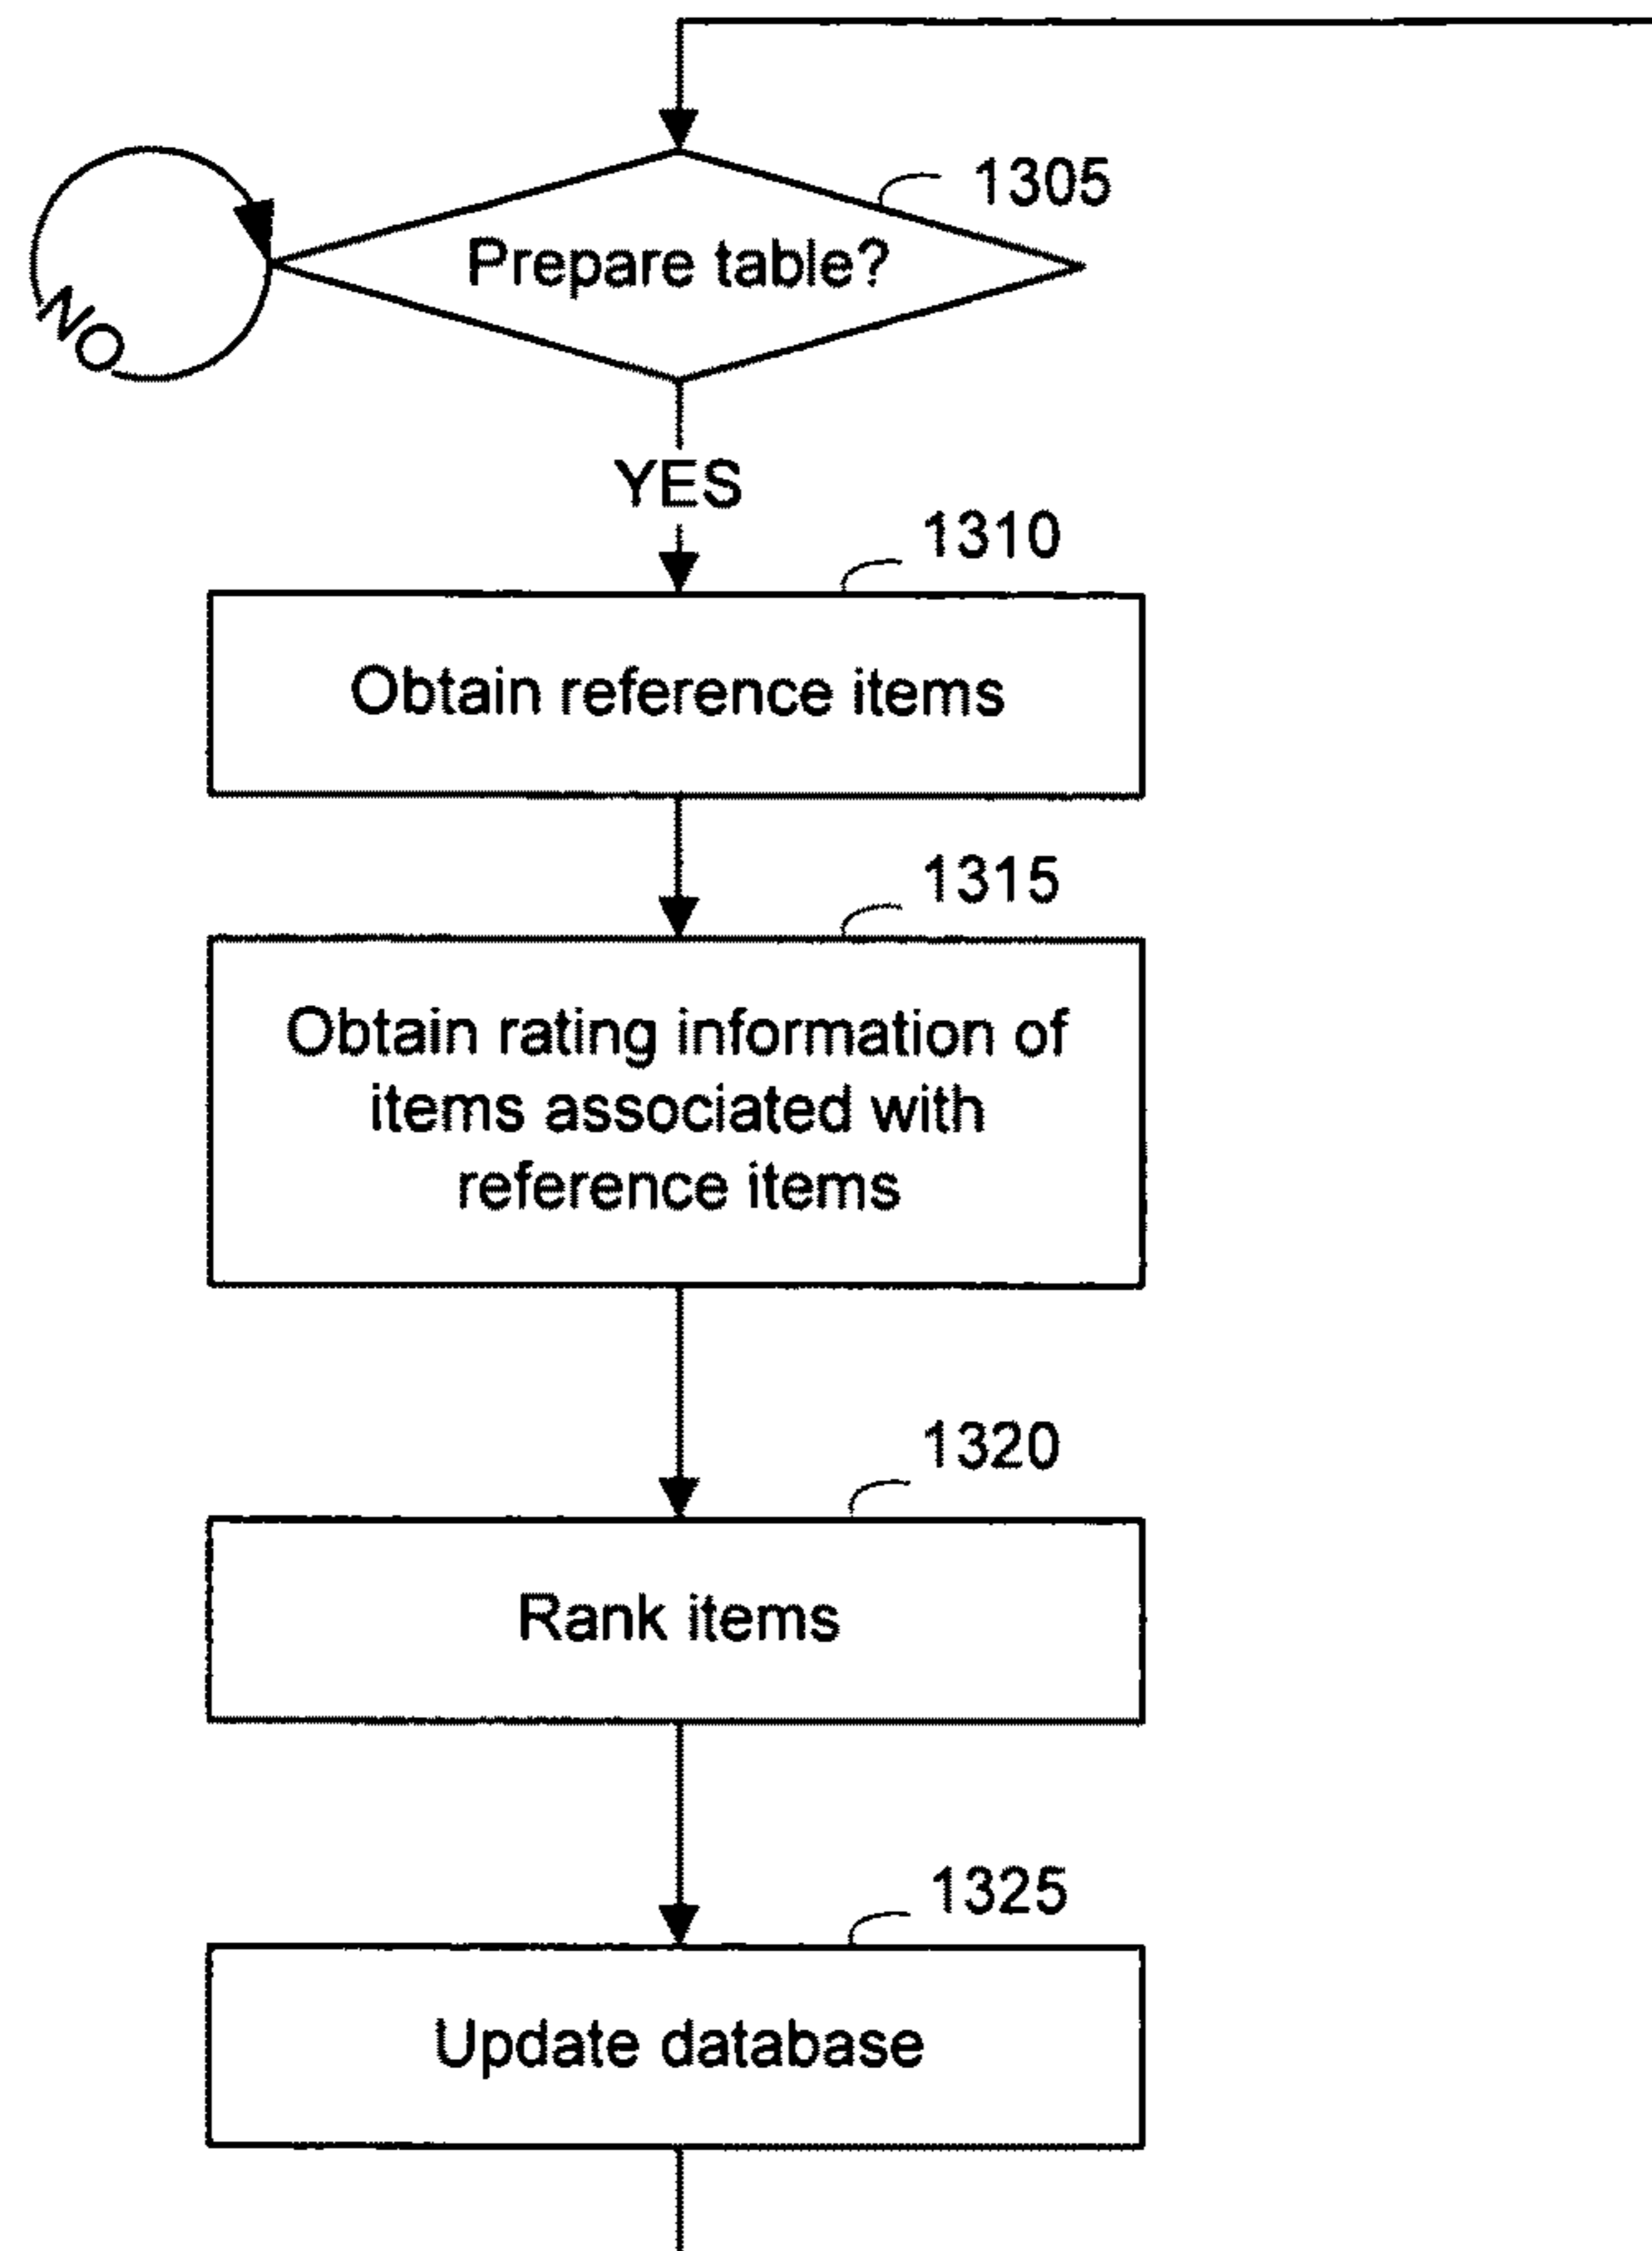 1305
Prepare table?
NO
YES
1310
Obtain reference items
1315
Obtain rating information of
items associated with
reference items
1320
Rank items
1325
Update database